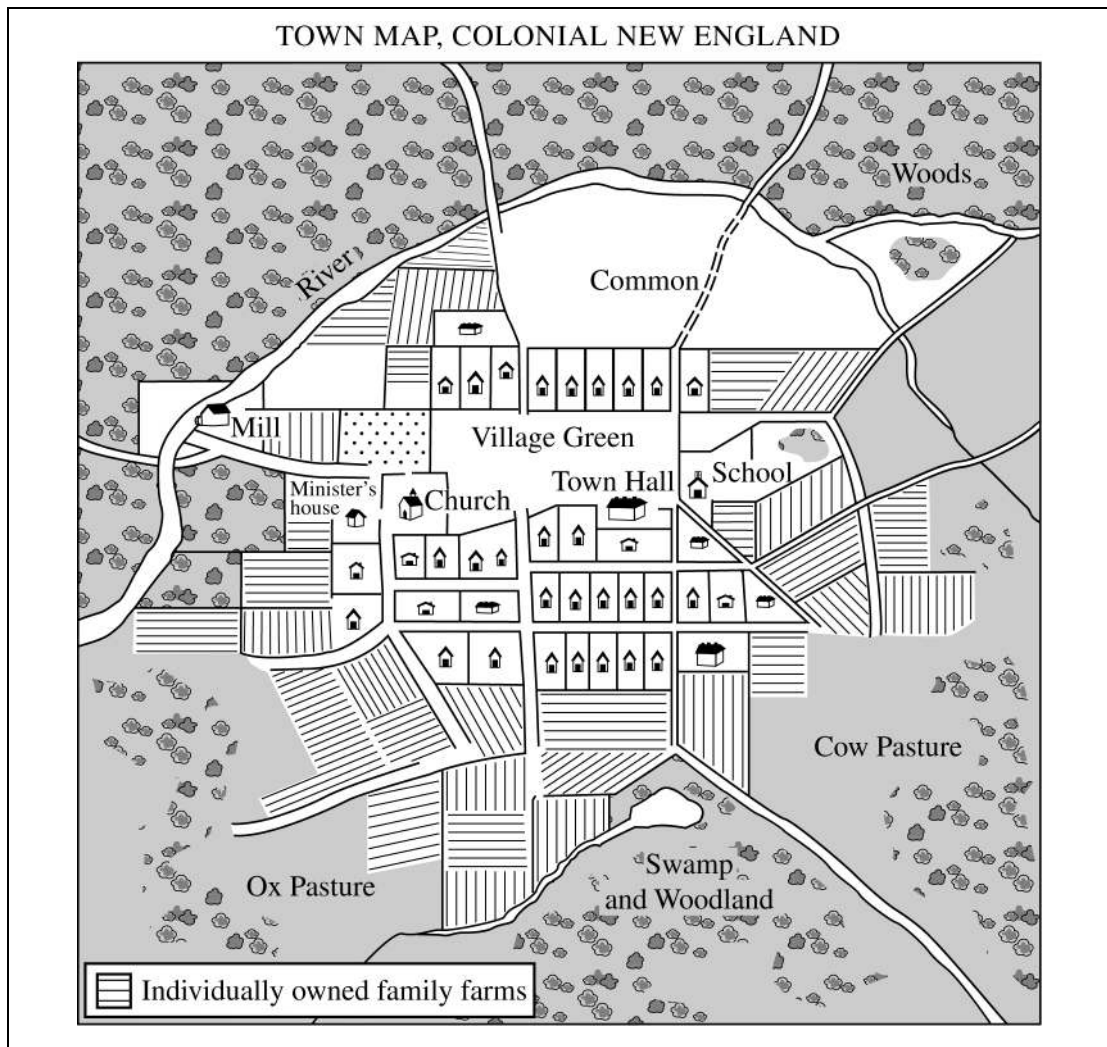 TOWN MAP, COLONIAL NEW ENGLAND
Woods
River
Common
Mill
Village Green
Minister's
house
Church
Town Hall
School
Cow Pasture
Ox Pasture
Swamp
and Woodland
Individually owned family farms